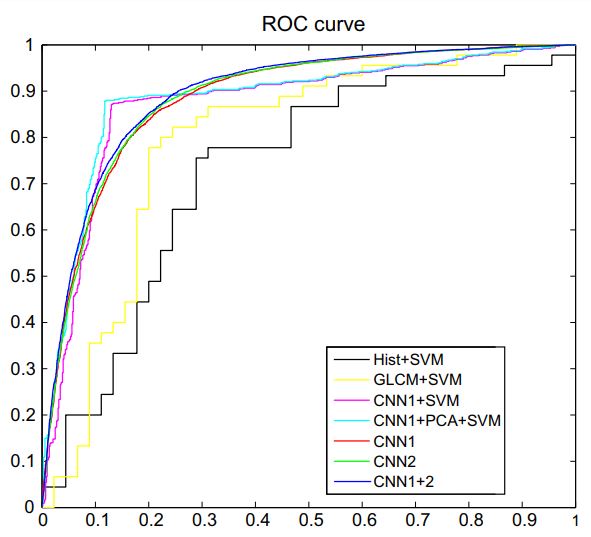 ROC curve
1
0.9
0.8
0.7
0.6
0.5
0.4
0.3
0.2
0.1
0
Hist+SVM
GLCM+SVM
CNN1+SVM
CNN1+PCA+SVM
CNN1
CNN2
CNN1+2
0 0.1 0.2 0.3 0.4 0.5 0.6 0.7 0.8 0.9 1